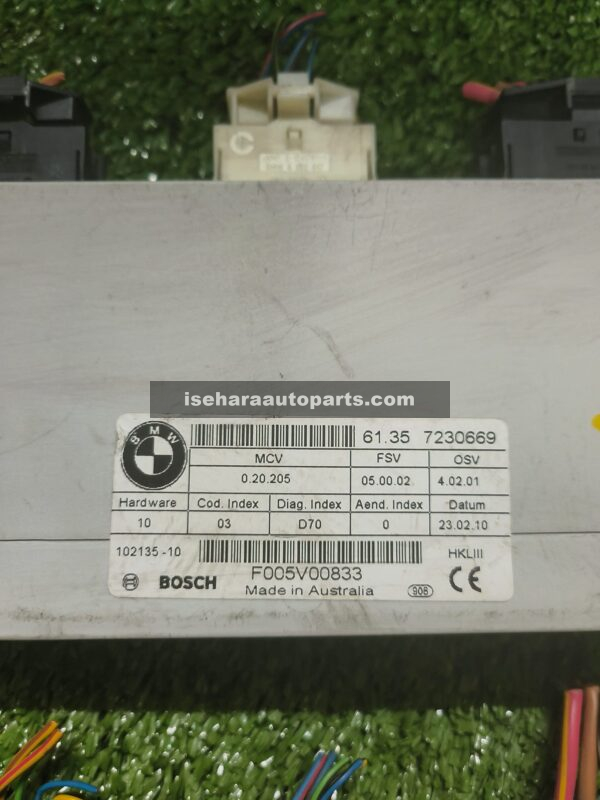 iseharaautoparts.com
BMW
61.35 7230669
MCV FSV OSV
0.20.205 05.00.02 4.02.01
Hardware Cod. Index Diag. Index Aend. Index Datum
10 03 D70 0 23.02.10
102135-10 HKLIII
F005V00833
BOSCH Made in Australia 908 CE